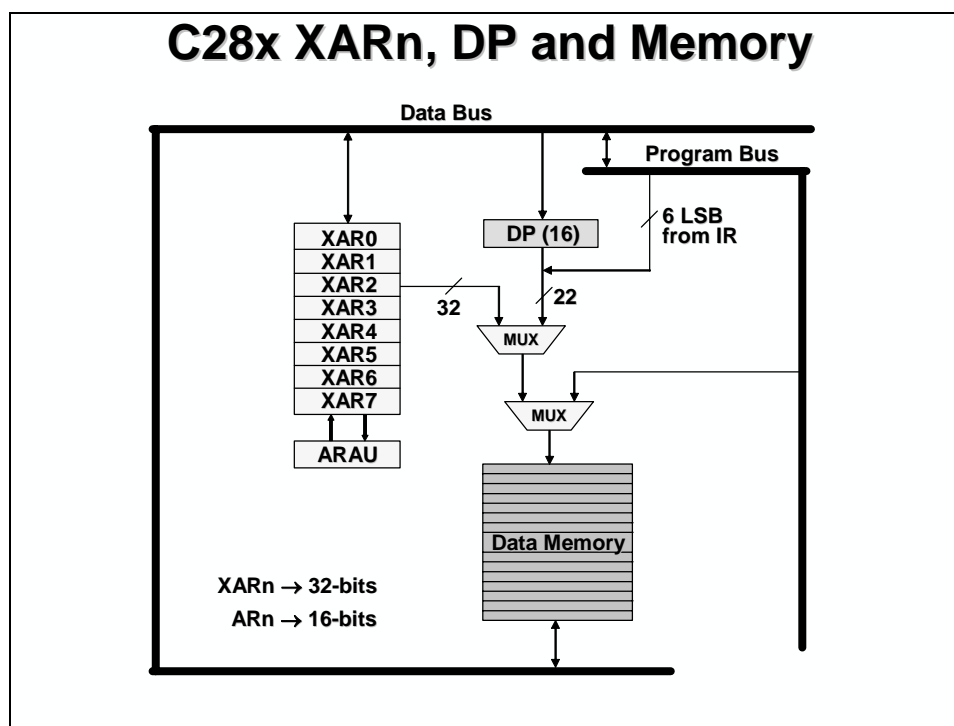 C28x XARn, DP and Memory
Data Bus
Program Bus
6 LSB
from IR
DP (16)
XAR0
XAR1
XAR2
XAR3
XAR4
XAR5
XAR6
XAR7
32
22
MUX
MUX
ARAU
Data Memory
XARn → 32-bits
ARn → 16-bits